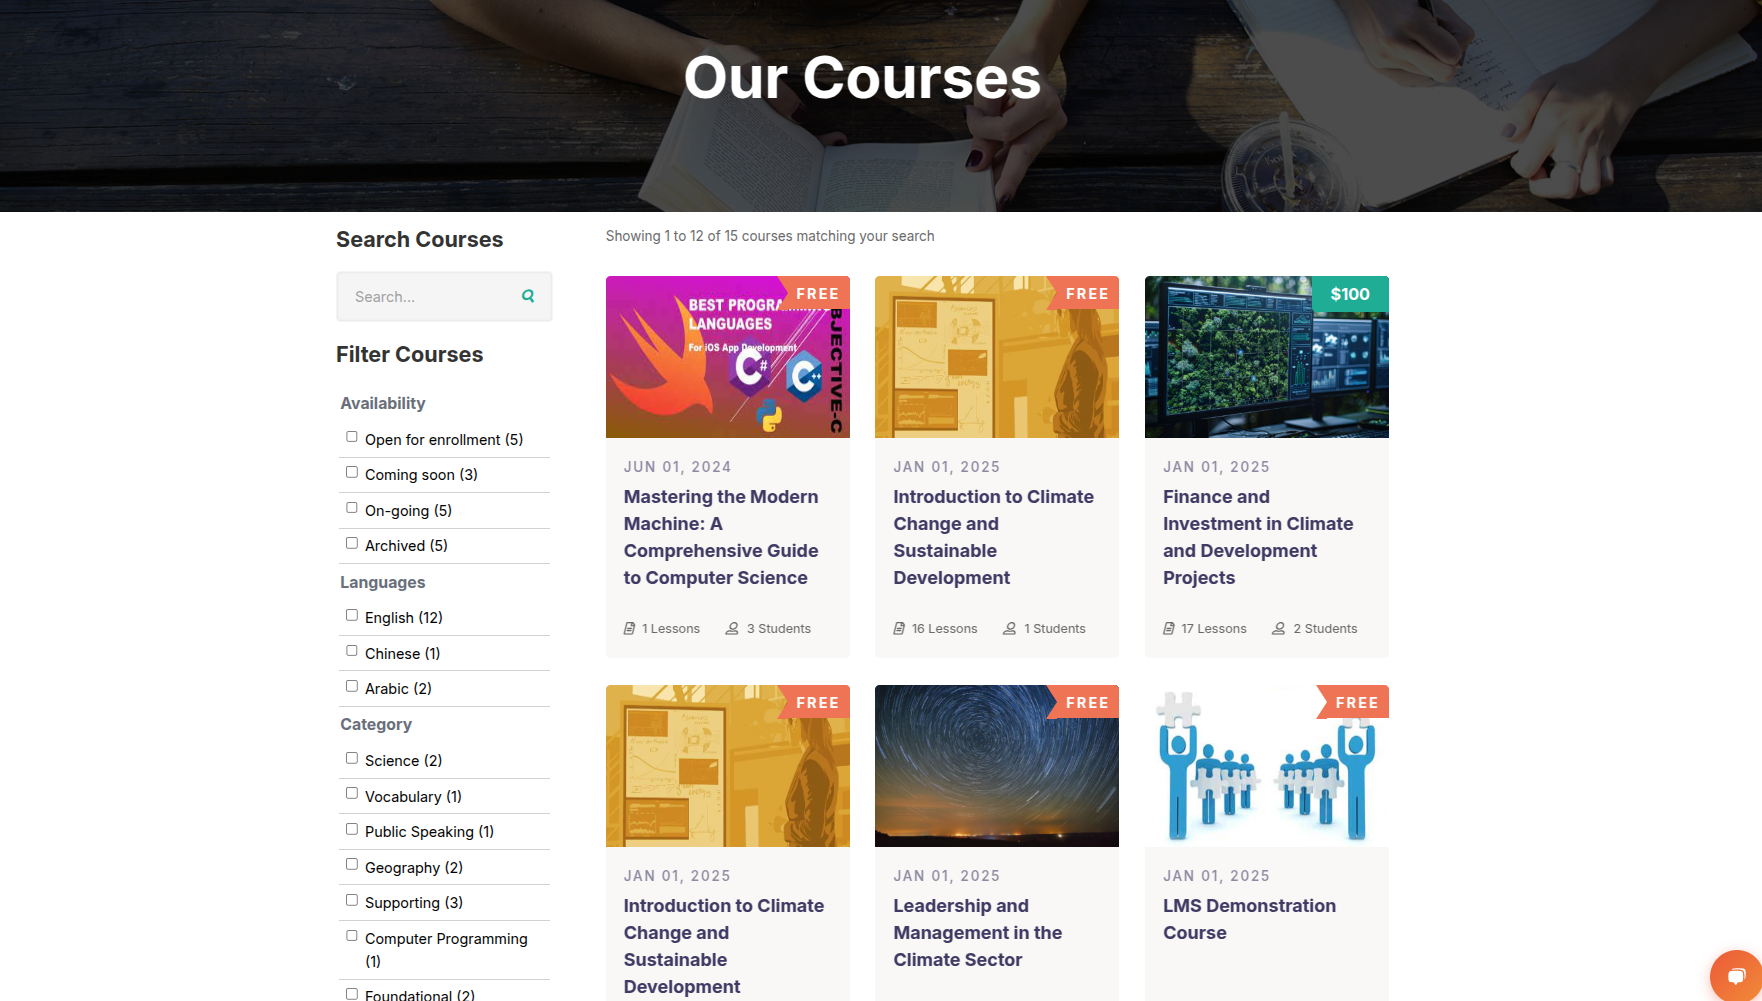 Our Courses
Search Courses
Search...
Filter Courses
Availability
Open for enrollment (5)
Coming soon (3)
On-going (5)
Archived (5)
Languages
English (12)
Chinese (1)
Arabic (2)
Category
Science (2)
Vocabulary (1)
Public Speaking (1)
Geography (2)
Supporting (3)
Computer Programming
(1)
Foundational (2)
Showing 1 to 12 of 15 courses matching your search
FREE
BEST PROGRA
LANGUAGES
For iOS App Development
C#
C++
BJECTIVE-C
JUN 01, 2024
Mastering the Modern
Machine: A
Comprehensive Guide
to Computer Science
1 Lessons
3 Students
FREE
JAN 01, 2025
Introduction to Climate
Change and
Sustainable
Development
16 Lessons
1 Students
$100
JAN 01, 2025
Finance and
Investment in Climate
and Development
Projects
17 Lessons
2 Students
FREE
JAN 01, 2025
Introduction to Climate
Change and
Sustainable
Development
FREE
JAN 01, 2025
Leadership and
Management in the
Climate Sector
FREE
JAN 01, 2025
LMS Demonstration
Course